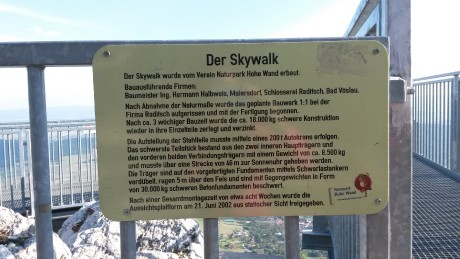 Der Skywalk
Der Skywalk wurde vom Verein Naturpark Hohe Wand erbaut.
Bauausführende Firmen:
Baumeister Ing. Hermann Halbweis, Maiersdorf, Schlosserei Raditsch, Bad Vöslau.
Nach Abnahme der Naturmaße wurde das geplante Bauwerk 1:1 bei der
Firma Raditsch aufgerissen und mit der Fertigung begonnen.
Nach ca. 3 wöchiger Bauzeit wurde die ca. 18.000 kg schwere Konstruktion
wieder in ihre Einzelteile zerlegt und verzinkt.
Die Aufstellung der Stahlteile musste mittels eines 200t Autokrans erfolgen.
Das schwerste Teilstück bestand aus den zwei inneren Hauptträgern und
den vorderen beiden Verbindungsträgern mit einem Gewicht von ca. 8.500 kg
und musste über eine Strecke von 46 m zur Sonnenuhr gehoben werden.
Die Träger sind auf den vorgefertigten Fundamenten mittels Schwerlastankern
verdübelt, ragen 5 m über den Fels und sind mit Gegengewichten in Form
von 30.000 kg schweren Betonfundamenten beschwert.
Nach einer Gesamtmontagezeit von etwa acht Wochen wurde die
Aussichtsplattform am 21. Juni 2002 aus statischer Sicht freigegeben.
Naturpark
Hohe Wand